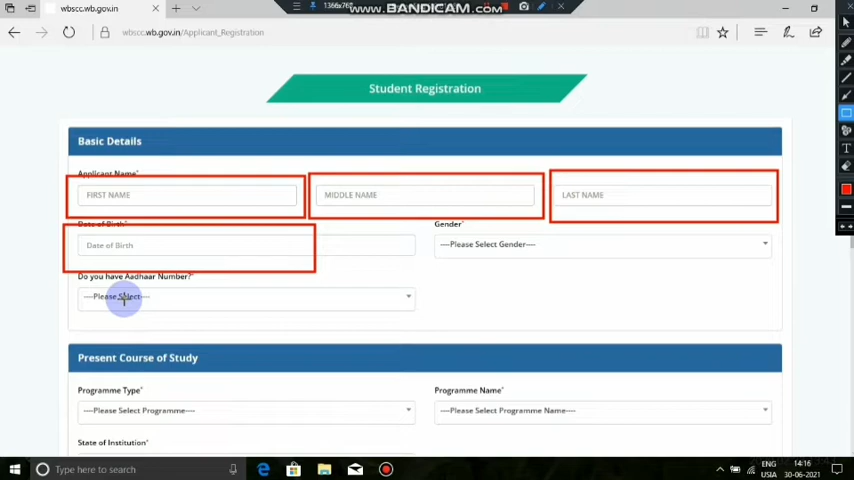 wbscc.wb.gov.in
1366x768
www.BANDICAM.com
wbscc.wb.gov.in/Applicant_Registration
Student Registration
Basic Details
Applicant Name*
FIRST NAME
MIDDLE NAME
LAST NAME
Date of Birth*
Gender*
Date of Birth
----Please Select Gender----
Do you have Aadhaar Number?*
----Please Select----
Present Course of Study
Programme Type*
Programme Name*
----Please Select Programme----
----Please Select Programme Name----
State of Institution*
Type here to search
ENG
USIA
14:16
30-06-2021